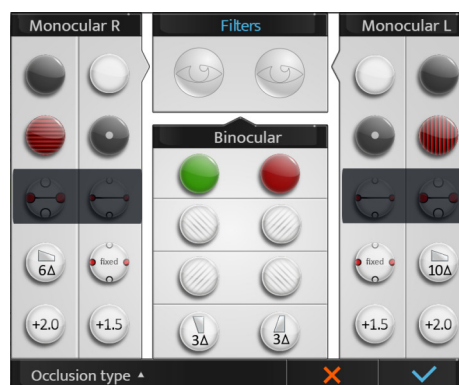 Monocular R
Filters
Monocular L
Binocular
6Δ
fixed
fixed
10Δ
+2.0
+1.5
3Δ
3Δ
+1.5
+2.0
Occlusion type